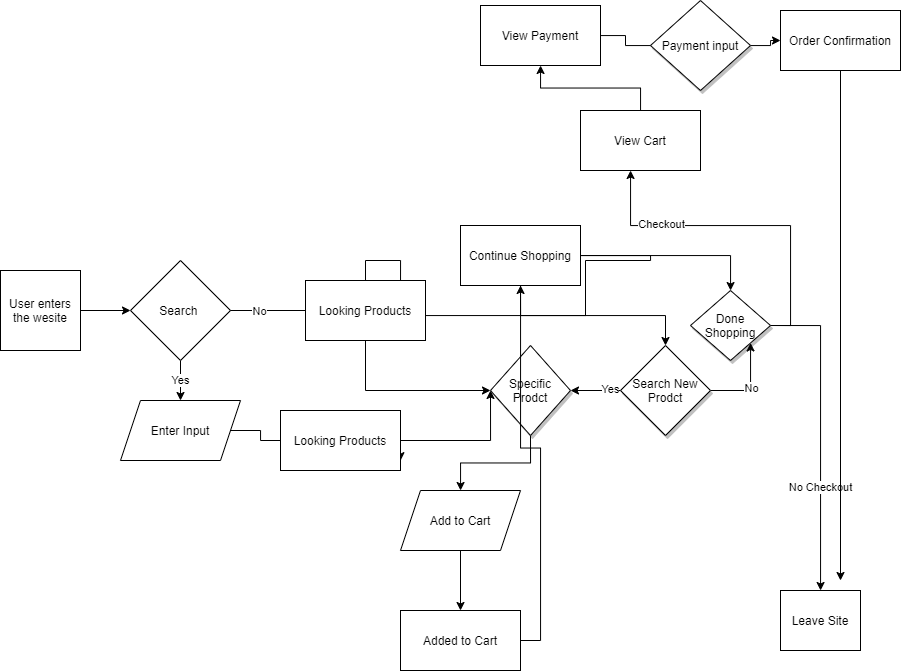 View Payment
Payment input
Order Confirmation
View Cart
Checkout
Continue Shopping
User enters
the wesite
Search
No
Looking Products
Done
Shopping
Yes
Specific
Prodct
Yes
Search New
Prodct
No
Enter Input
Looking Products
No Checkout
Add to Cart
Added to Cart
Leave Site